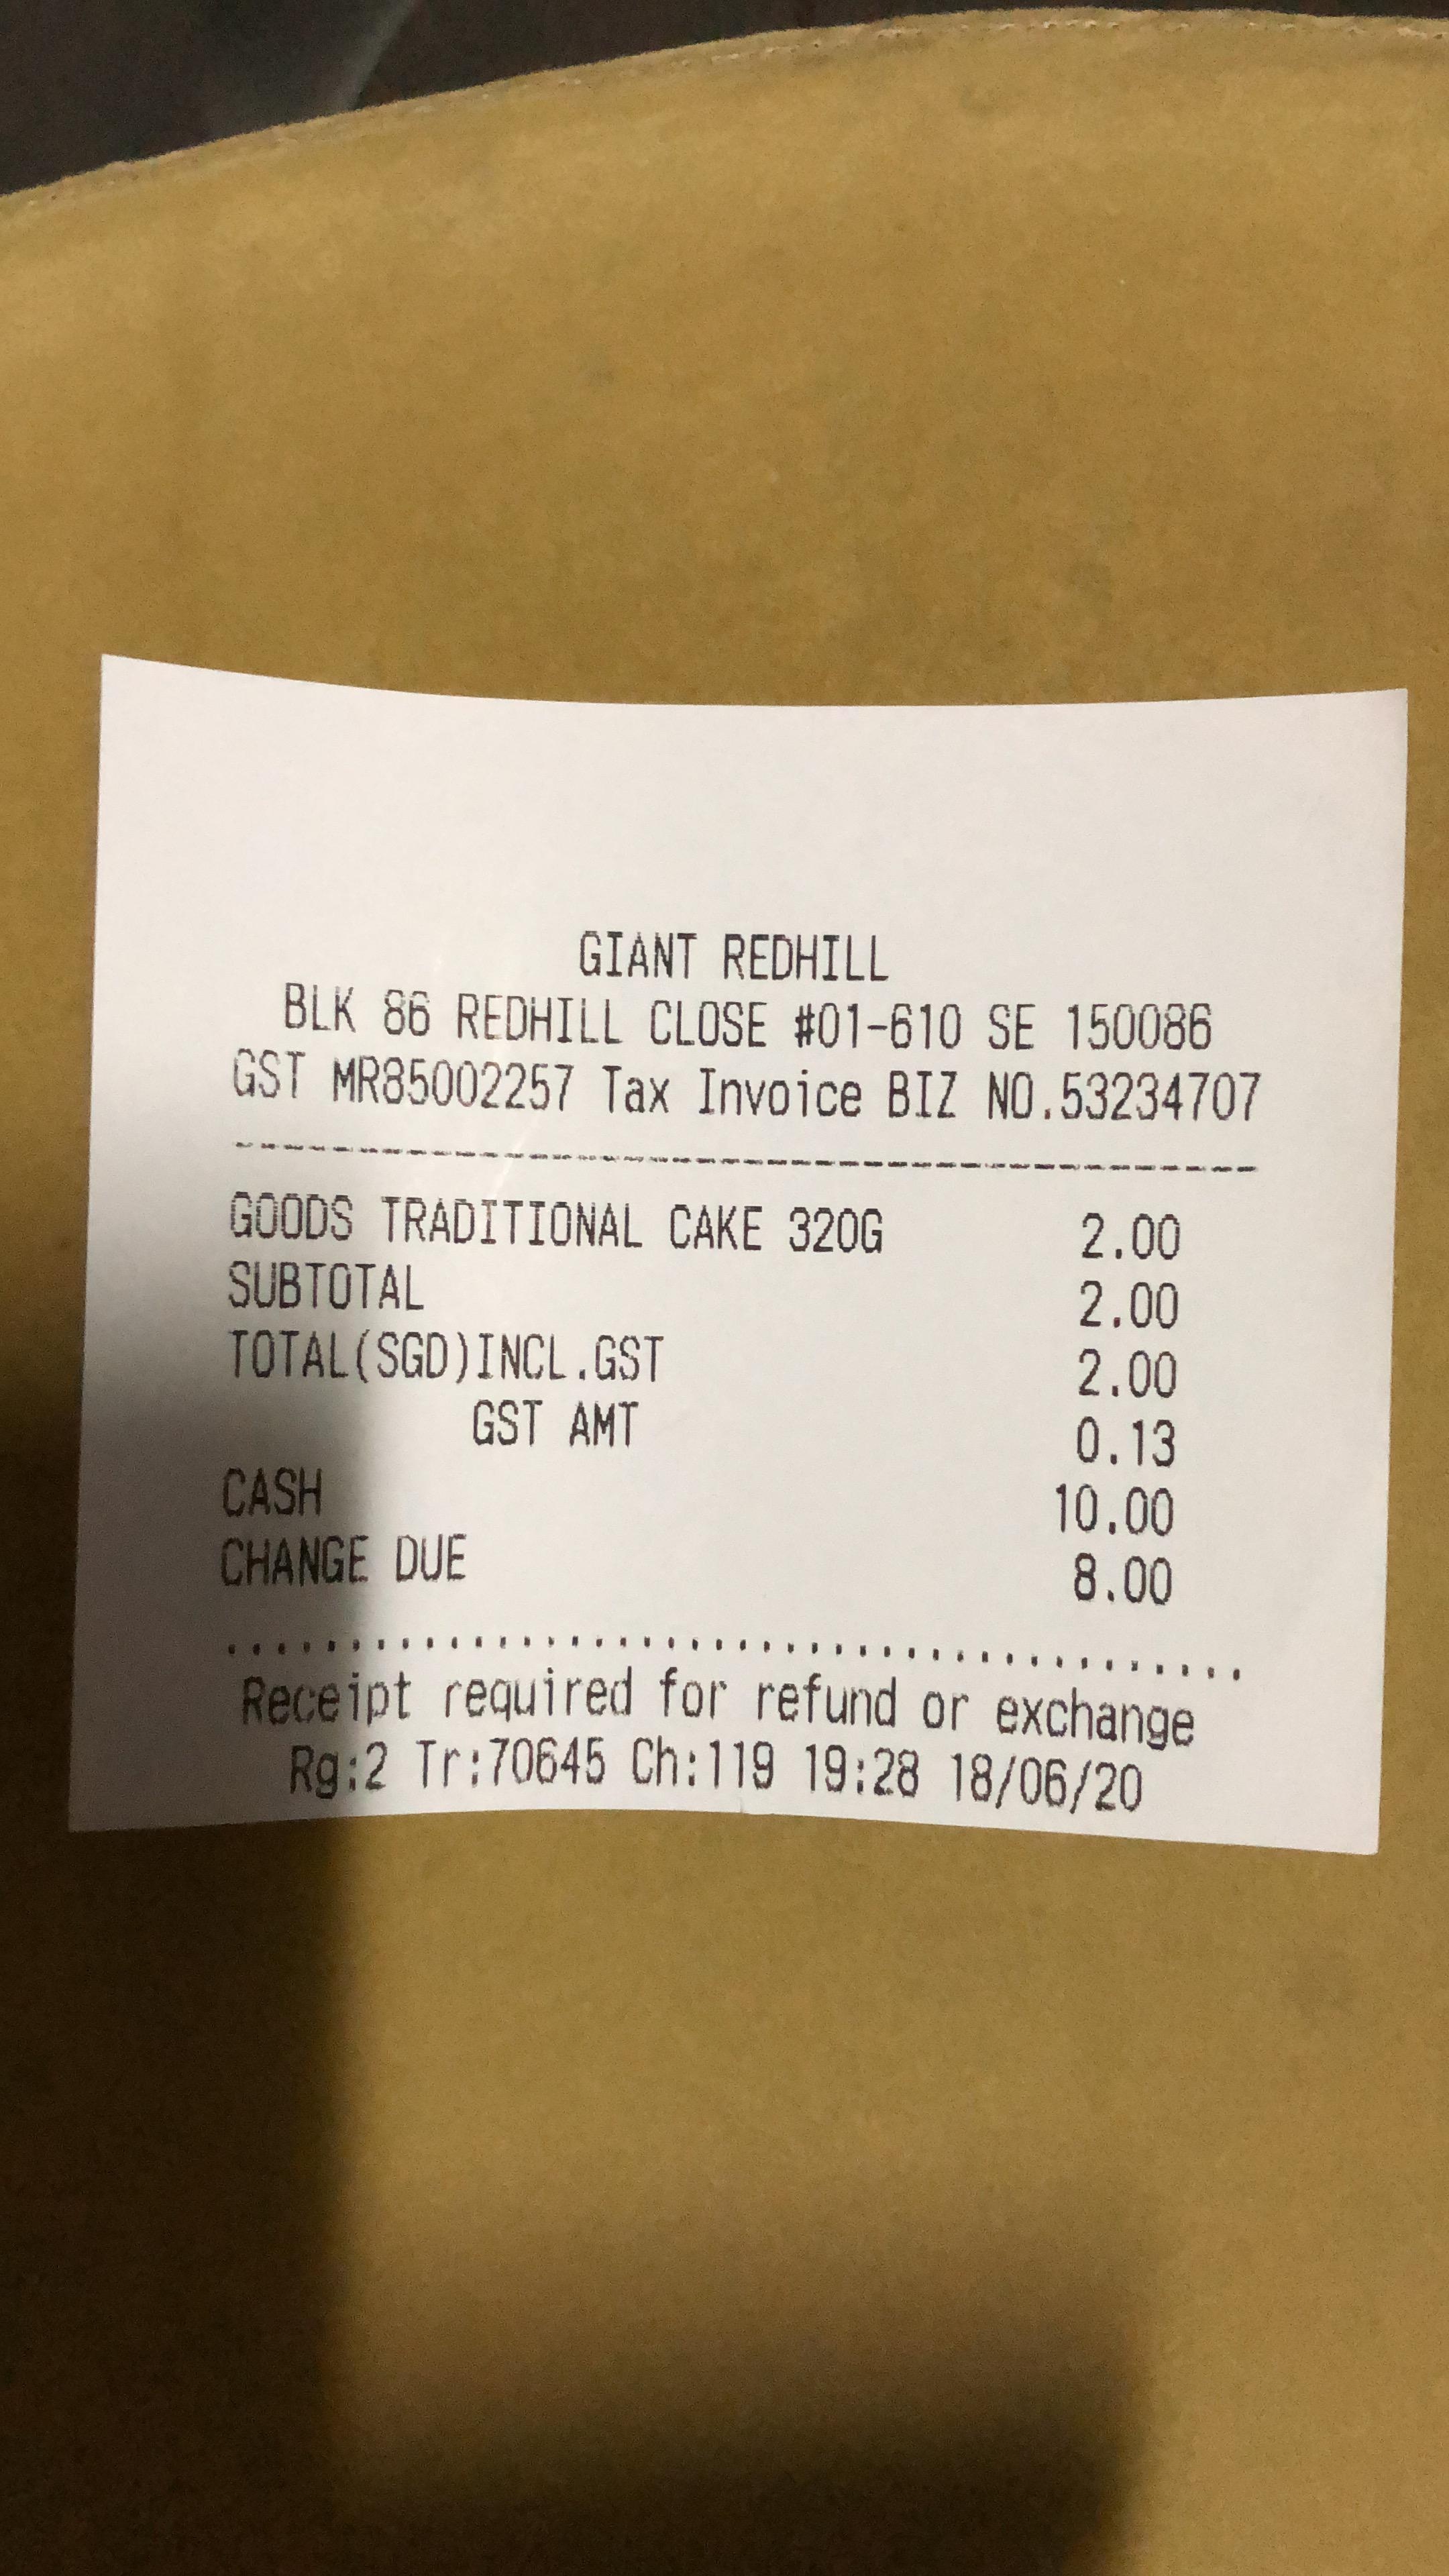 GIANT REDHILL
BLK 86 REDHILL CLOSE #01-610 SE 150086
GST MR85002257 Tax Invoice BIZ NO.53234707
------------------------------------------
GOODS TRADITIONAL CAKE 320G 2.00
SUBTOTAL 2.00
TOTAL(SGD)INCL.GST 2.00
GST AMT 0.13
CASH 10.00
CHANGE DUE 8.00
..........................................
Receipt required for refund or exchange
Rg:2 Tr:70645 Ch:119 19:28 18/06/20